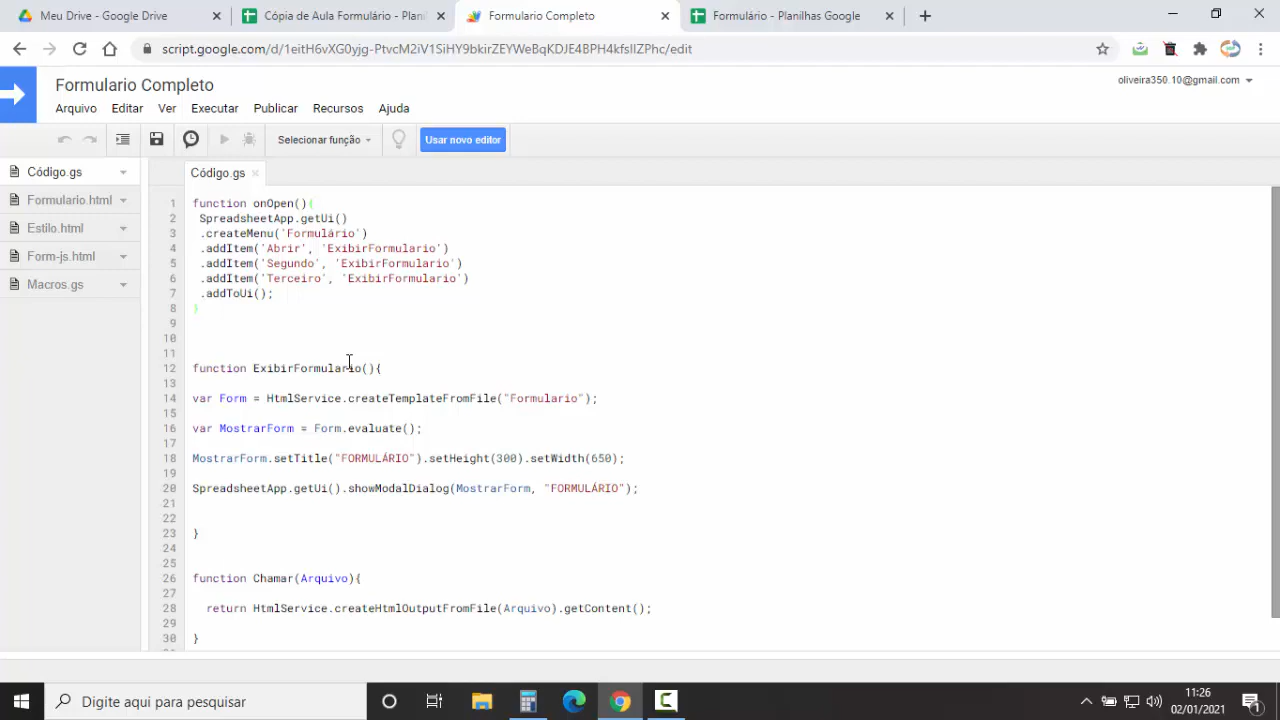 Meu Drive - Google Drive
Cópia de Aula Formulário - Plani
Formulario Completo
Formulário - Planilhas Google
script.google.com/d/1eitH6vXG0yjg-PtvcM2iV1SiHY9bkirZEYWeBqKDJE4BPH4kfsIlZPhc/edit
Formulario Completo
oliveira350.10@gmail.com
Arquivo Editar Ver Executar Publicar Recursos Ajuda
Selecionar função
Usar novo editor
Código.gs
Formulario.html
Estilo.html
Form-js.html
Macros.gs
Código.gs
1 function onOpen(){
2 SpreadsheetApp.getUi()
3 .createMenu('Formulário')
4 .addItem('Abrir', 'ExibirFormulario')
5 .addItem('Segundo', 'ExibirFormulario')
6 .addItem('Terceiro', 'ExibirFormulario')
7 .addToUi();
8 }
9
10
11
12 function ExibirFormulario(){
13
14 var Form = HtmlService.createTemplateFromFile("Formulario");
15
16 var MostrarForm = Form.evaluate();
17
18 MostrarForm.setTitle("FORMULÁRIO").setHeight(300).setWidth(650);
19
20 SpreadsheetApp.getUi().showModalDialog(MostrarForm, "FORMULÁRIO");
21
22
23 }
24
25
26 function Chamar(Arquivo){
27
28 return HtmlService.createHtmlOutputFromFile(Arquivo).getContent();
29
30 }
Digite aqui para pesquisar
11:26
02/01/2021
1